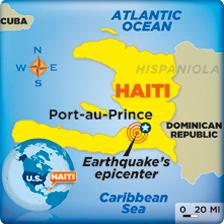 CUBA
ATLANTIC
OCEAN
N
W
E
S
HISPANIOLA
HAITI
Port-au-Prince
DOMINICAN
REPUBLIC
Earthquake's
epicenter
U.S.
HAITI
Caribbean
Sea
0 20 MI